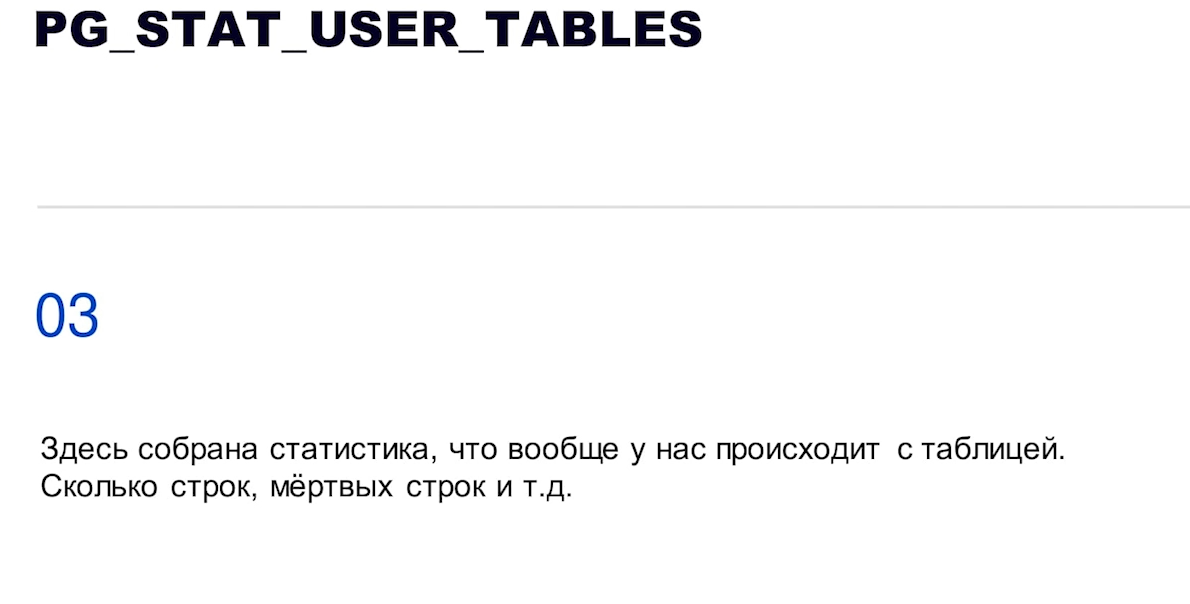 PG_STAT_USER_TABLES
03
Здесь собрана статистика, что вообще у нас происходит с таблицей.
Сколько строк, мёртвых строк и т.д.